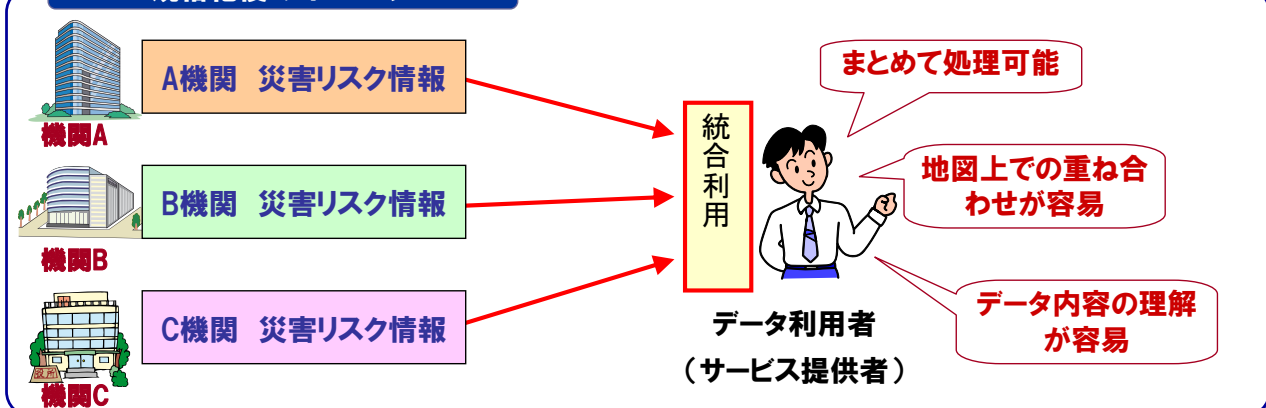 A機関 災害リスク情報
機関A
B機関 災害リスク情報
機関B
C機関 災害リスク情報
役所
機関C
統合利用
まとめて処理可能
地図上での重ね合
わせが容易
データ内容の理解
が容易
データ利用者
(サービス提供者)